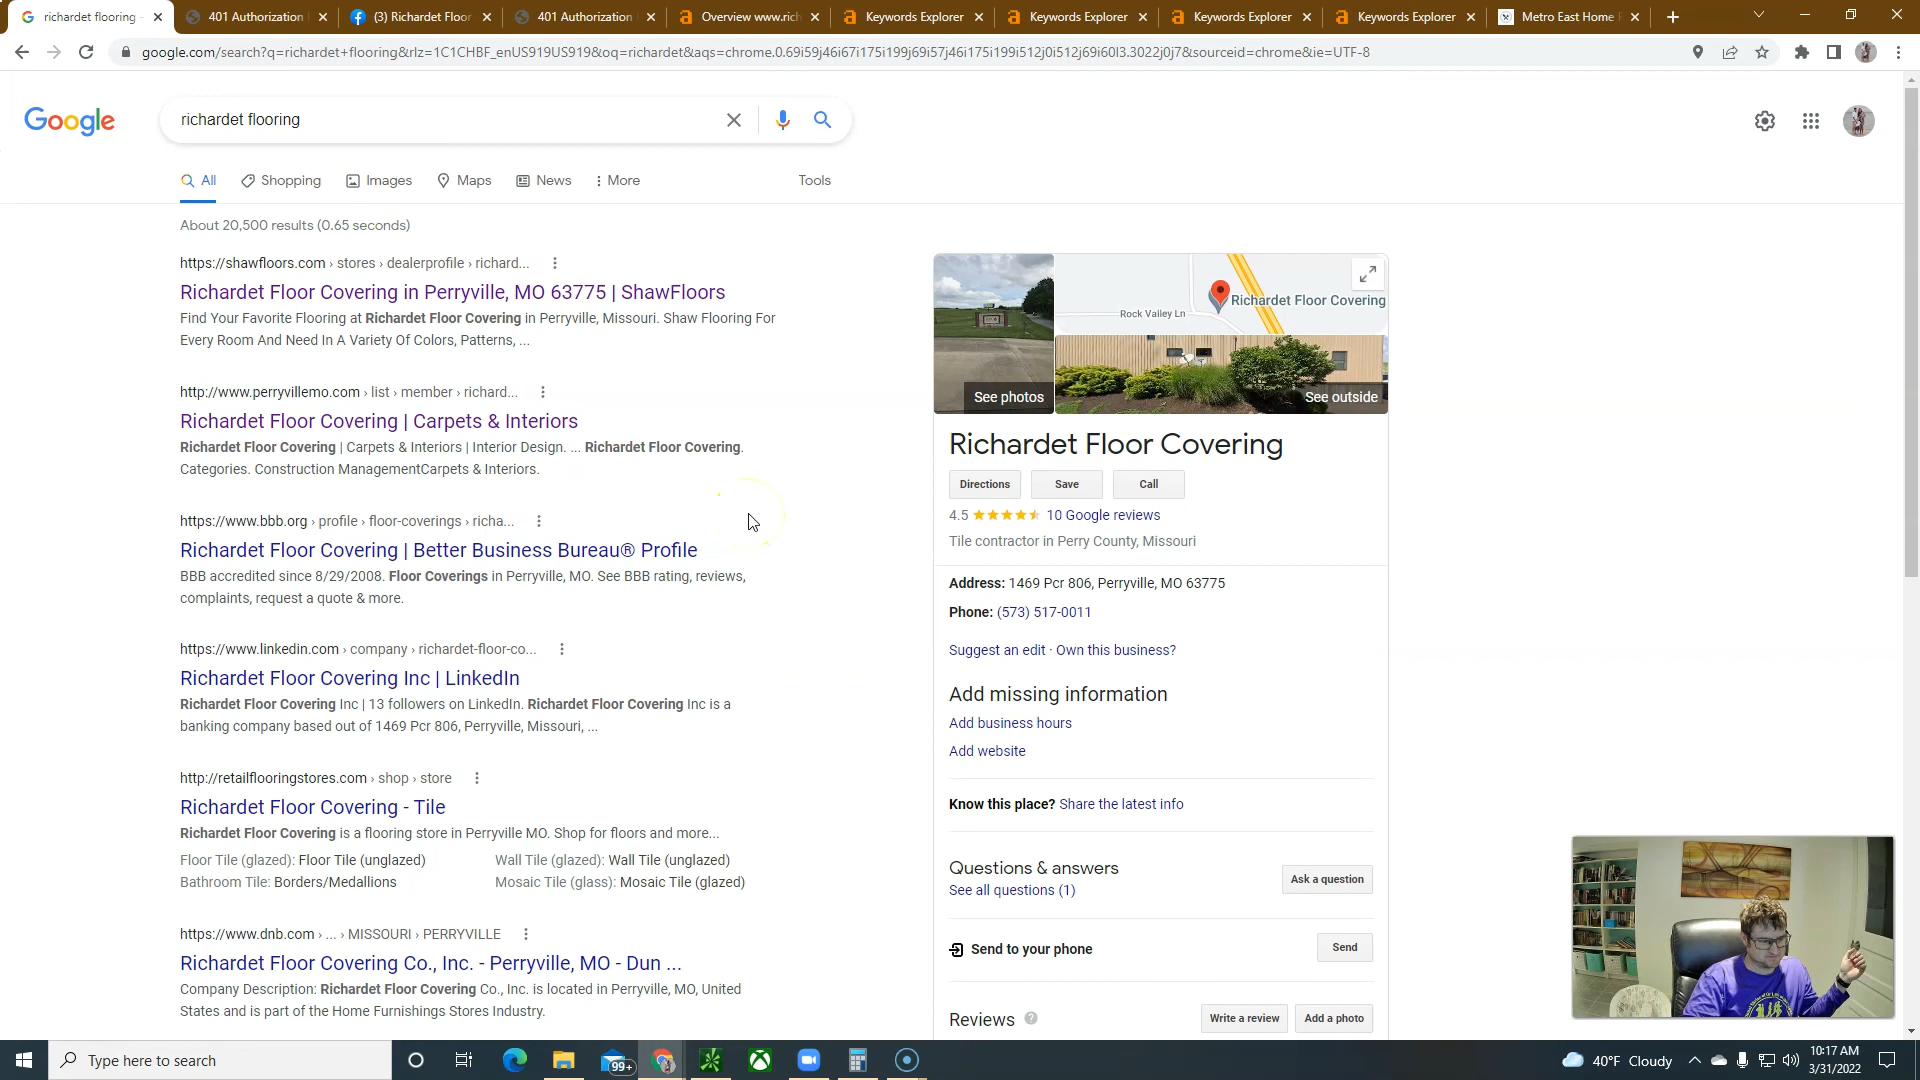 richardet flooring -
401 Authorization
(3) Richardet Floor
401 Authorization
Overview www.rich
Keywords Explorer
Keywords Explorer
Keywords Explorer
Keywords Explorer
Metro East Home
google.com/search?q=richardet+flooring&rlz=1C1CHBF_enUS919US919&oq=richardet&aqs=chrome.0.69i59j46i67i175i199j69i57j46i175i199i512j0i512j69i60l3.3022j0j7&sourceid=chrome&ie=UTF-8
Google
richardet flooring
All
Shopping
Images
Maps
News
More
Tools
About 20,500 results (0.65 seconds)
https://shawfloors.com › stores › dealerprofile › richard...
Richardet Floor Covering in Perryville, MO 63775 | ShawFloors
Find Your Favorite Flooring at Richardet Floor Covering in Perryville, Missouri. Shaw Flooring For
Every Room And Need In A Variety Of Colors, Patterns, ...
http://www.perryvillemo.com › list › member › richard...
Richardet Floor Covering | Carpets & Interiors
Richardet Floor Covering | Carpets & Interiors | Interior Design. ... Richardet Floor Covering.
Categories. Construction ManagementCarpets & Interiors.
https://www.bbb.org › profile › floor-coverings › richa...
Richardet Floor Covering | Better Business Bureau® Profile
BBB accredited since 8/29/2008. Floor Coverings in Perryville, MO. See BBB rating, reviews,
complaints, request a quote & more.
https://www.linkedin.com › company › richardet-floor-co...
Richardet Floor Covering Inc | LinkedIn
Richardet Floor Covering Inc | 13 followers on LinkedIn. Richardet Floor Covering Inc is a
banking company based out of 1469 Pcr 806, Perryville, Missouri, ...
http://retailflooringstores.com › shop › store
Richardet Floor Covering - Tile
Richardet Floor Covering is a flooring store in Perryville MO. Shop for floors and more...
Floor Tile (glazed): Floor Tile (unglazed)
Wall Tile (glazed): Wall Tile (unglazed)
Bathroom Tile: Borders/Medallions
Mosaic Tile (glass): Mosaic Tile (glazed)
https://www.dnb.com › ... › MISSOURI › PERRYVILLE
Richardet Floor Covering Co., Inc. - Perryville, MO - Dun ...
Company Description: Richardet Floor Covering Co., Inc. is located in Perryville, MO, United
States and is part of the Home Furnishings Stores Industry.
Richardet Floor Covering
Rock Valley Ln
See photos
See outside
Richardet Floor Covering
Directions
Save
Call
4.5
10 Google reviews
Tile contractor in Perry County, Missouri
Address: 1469 Pcr 806, Perryville, MO 63775
Phone: (573) 517-0011
Suggest an edit · Own this business?
Add missing information
Add business hours
Add website
Know this place? Share the latest info
Questions & answers
See all questions (1)
Ask a question
Send to your phone
Send
Reviews
Write a review
Add a photo
Type here to search
99+
40°F Cloudy
10:17 AM
3/31/2022